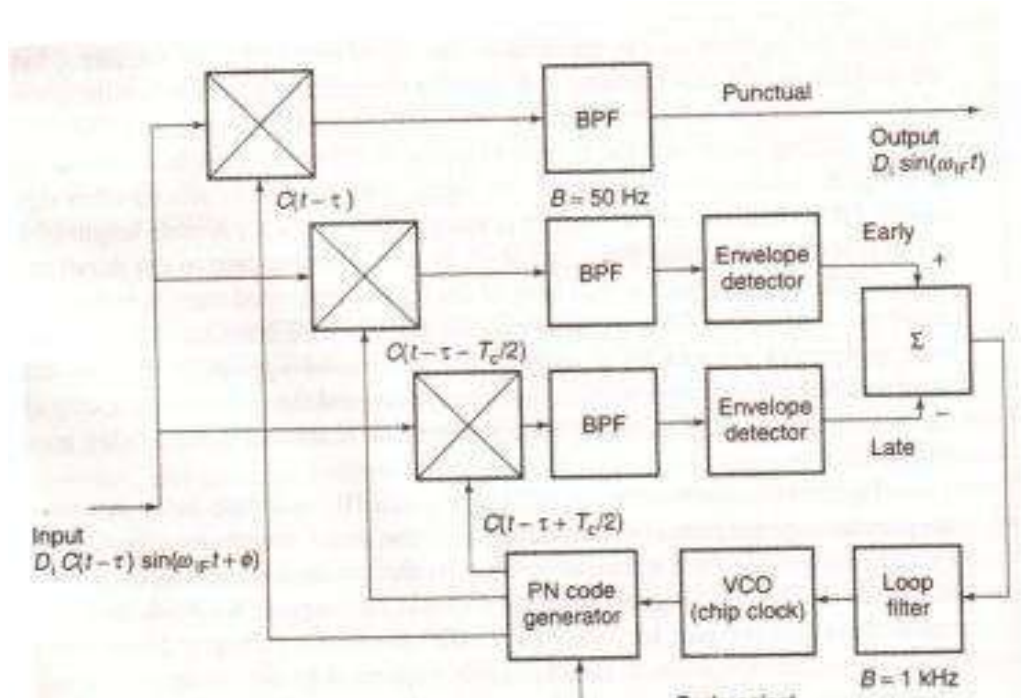 BPF
Punctual
Output
D_i sin(ω_IF t)
C(t − τ)
B = 50 Hz
BPF
Envelope
detector
Early
+
C(t − τ − T_c/2)
Σ
BPF
Envelope
detector
−
Late
Input
D_i C(t − τ) sin(ω_IF t + ϕ)
C(t − τ + T_c/2)
PN code
generator
VCO
(chip clock)
Loop
filter
B = 1 kHz